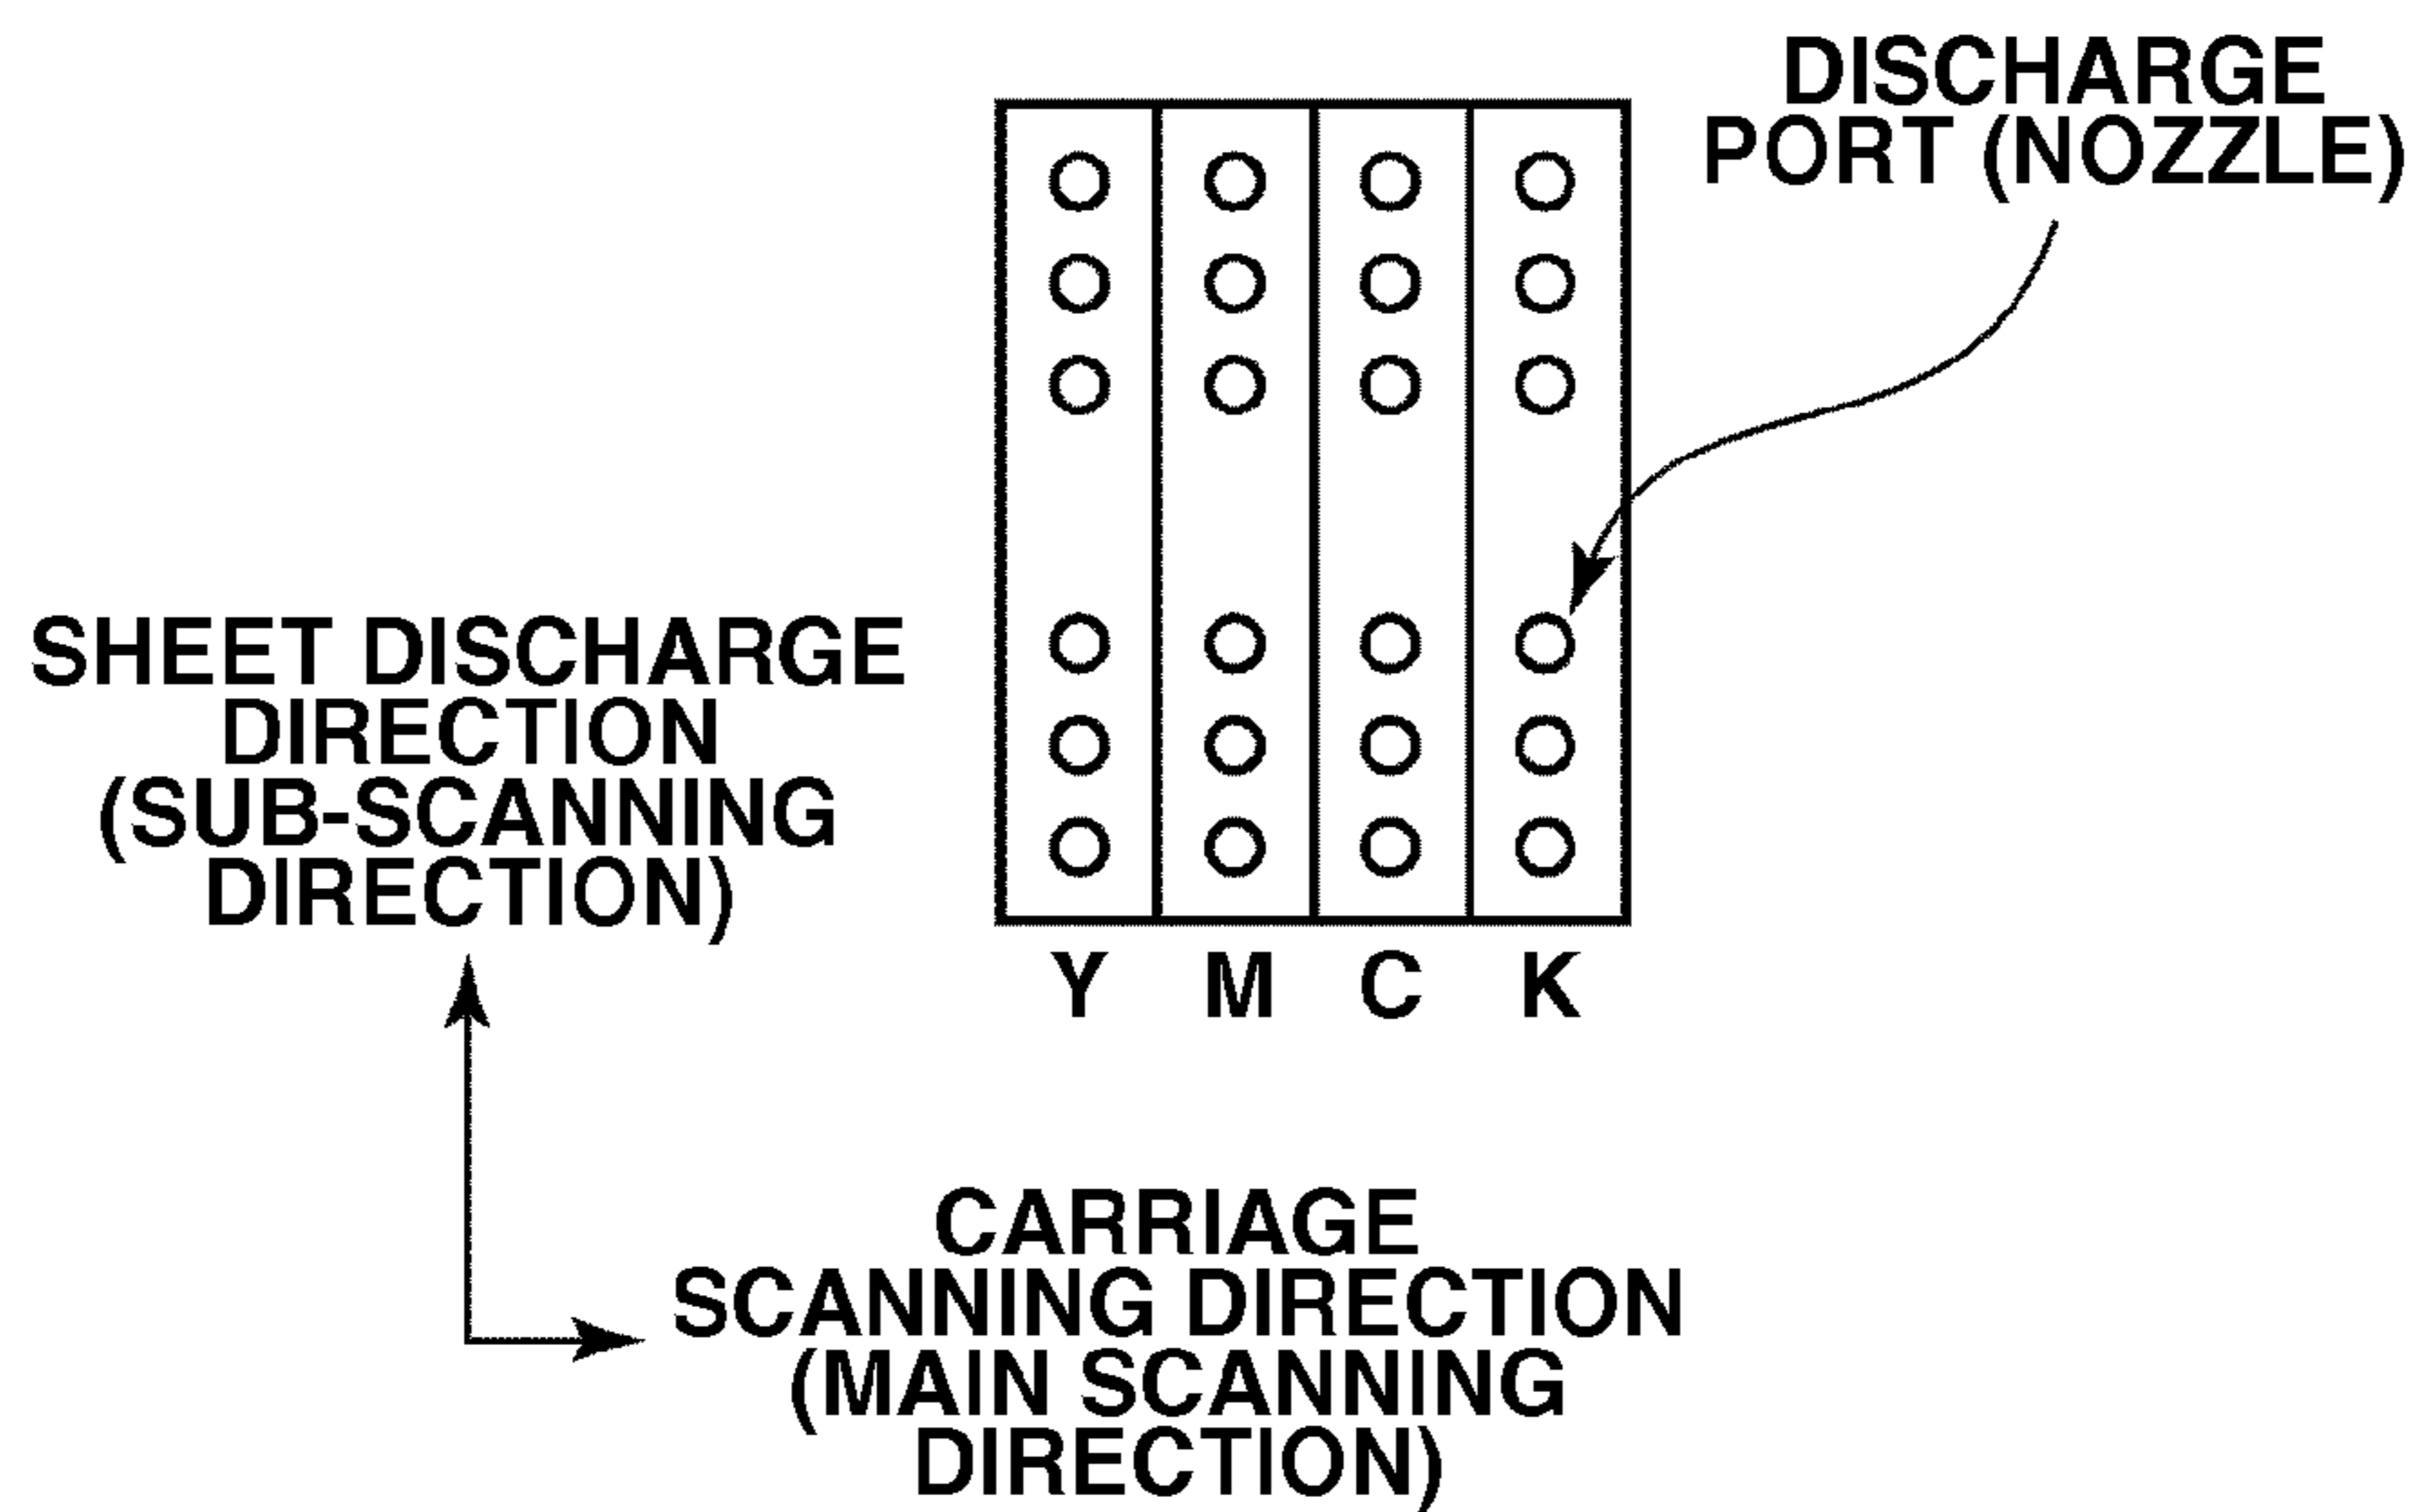 DISCHARGE
PORT (NOZZLE)
SHEET DISCHARGE
DIRECTION
(SUB-SCANNING
DIRECTION)
Y M C K
CARRIAGE
SCANNING DIRECTION
(MAIN SCANNING
DIRECTION)